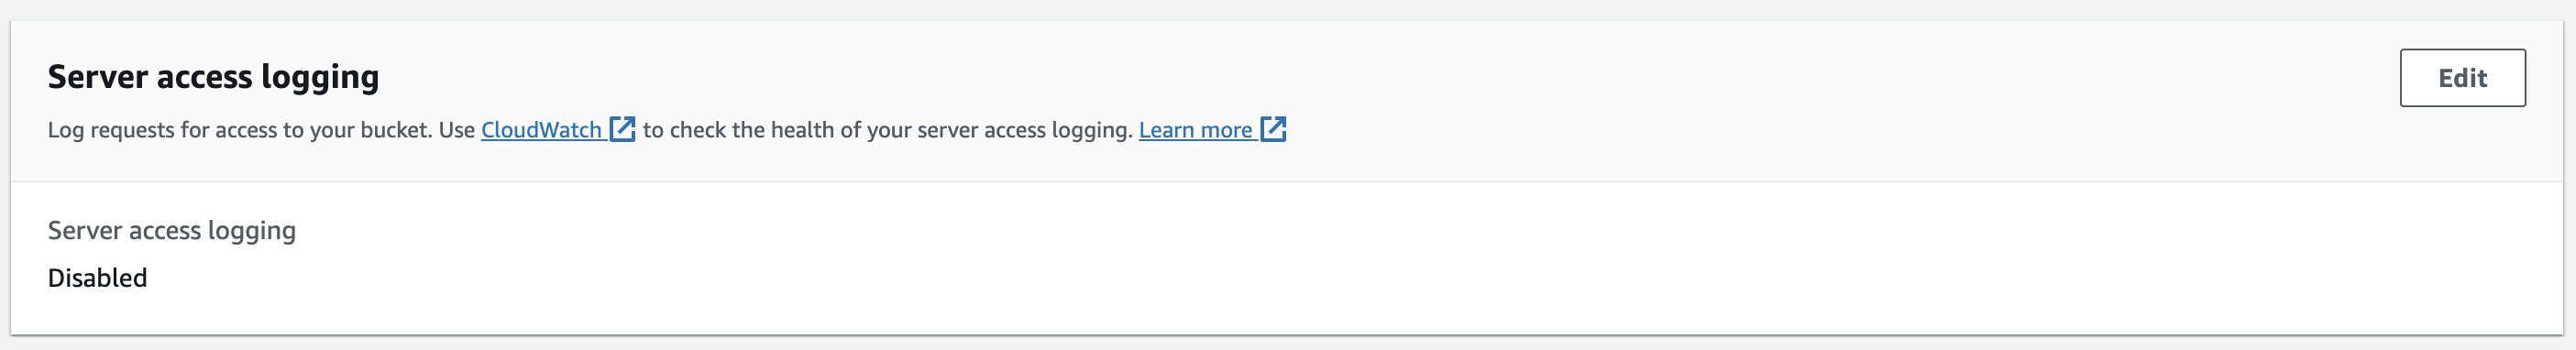 Server access logging
Edit
Log requests for access to your bucket. Use CloudWatch to check the health of your server access logging. Learn more
Server access logging
Disabled